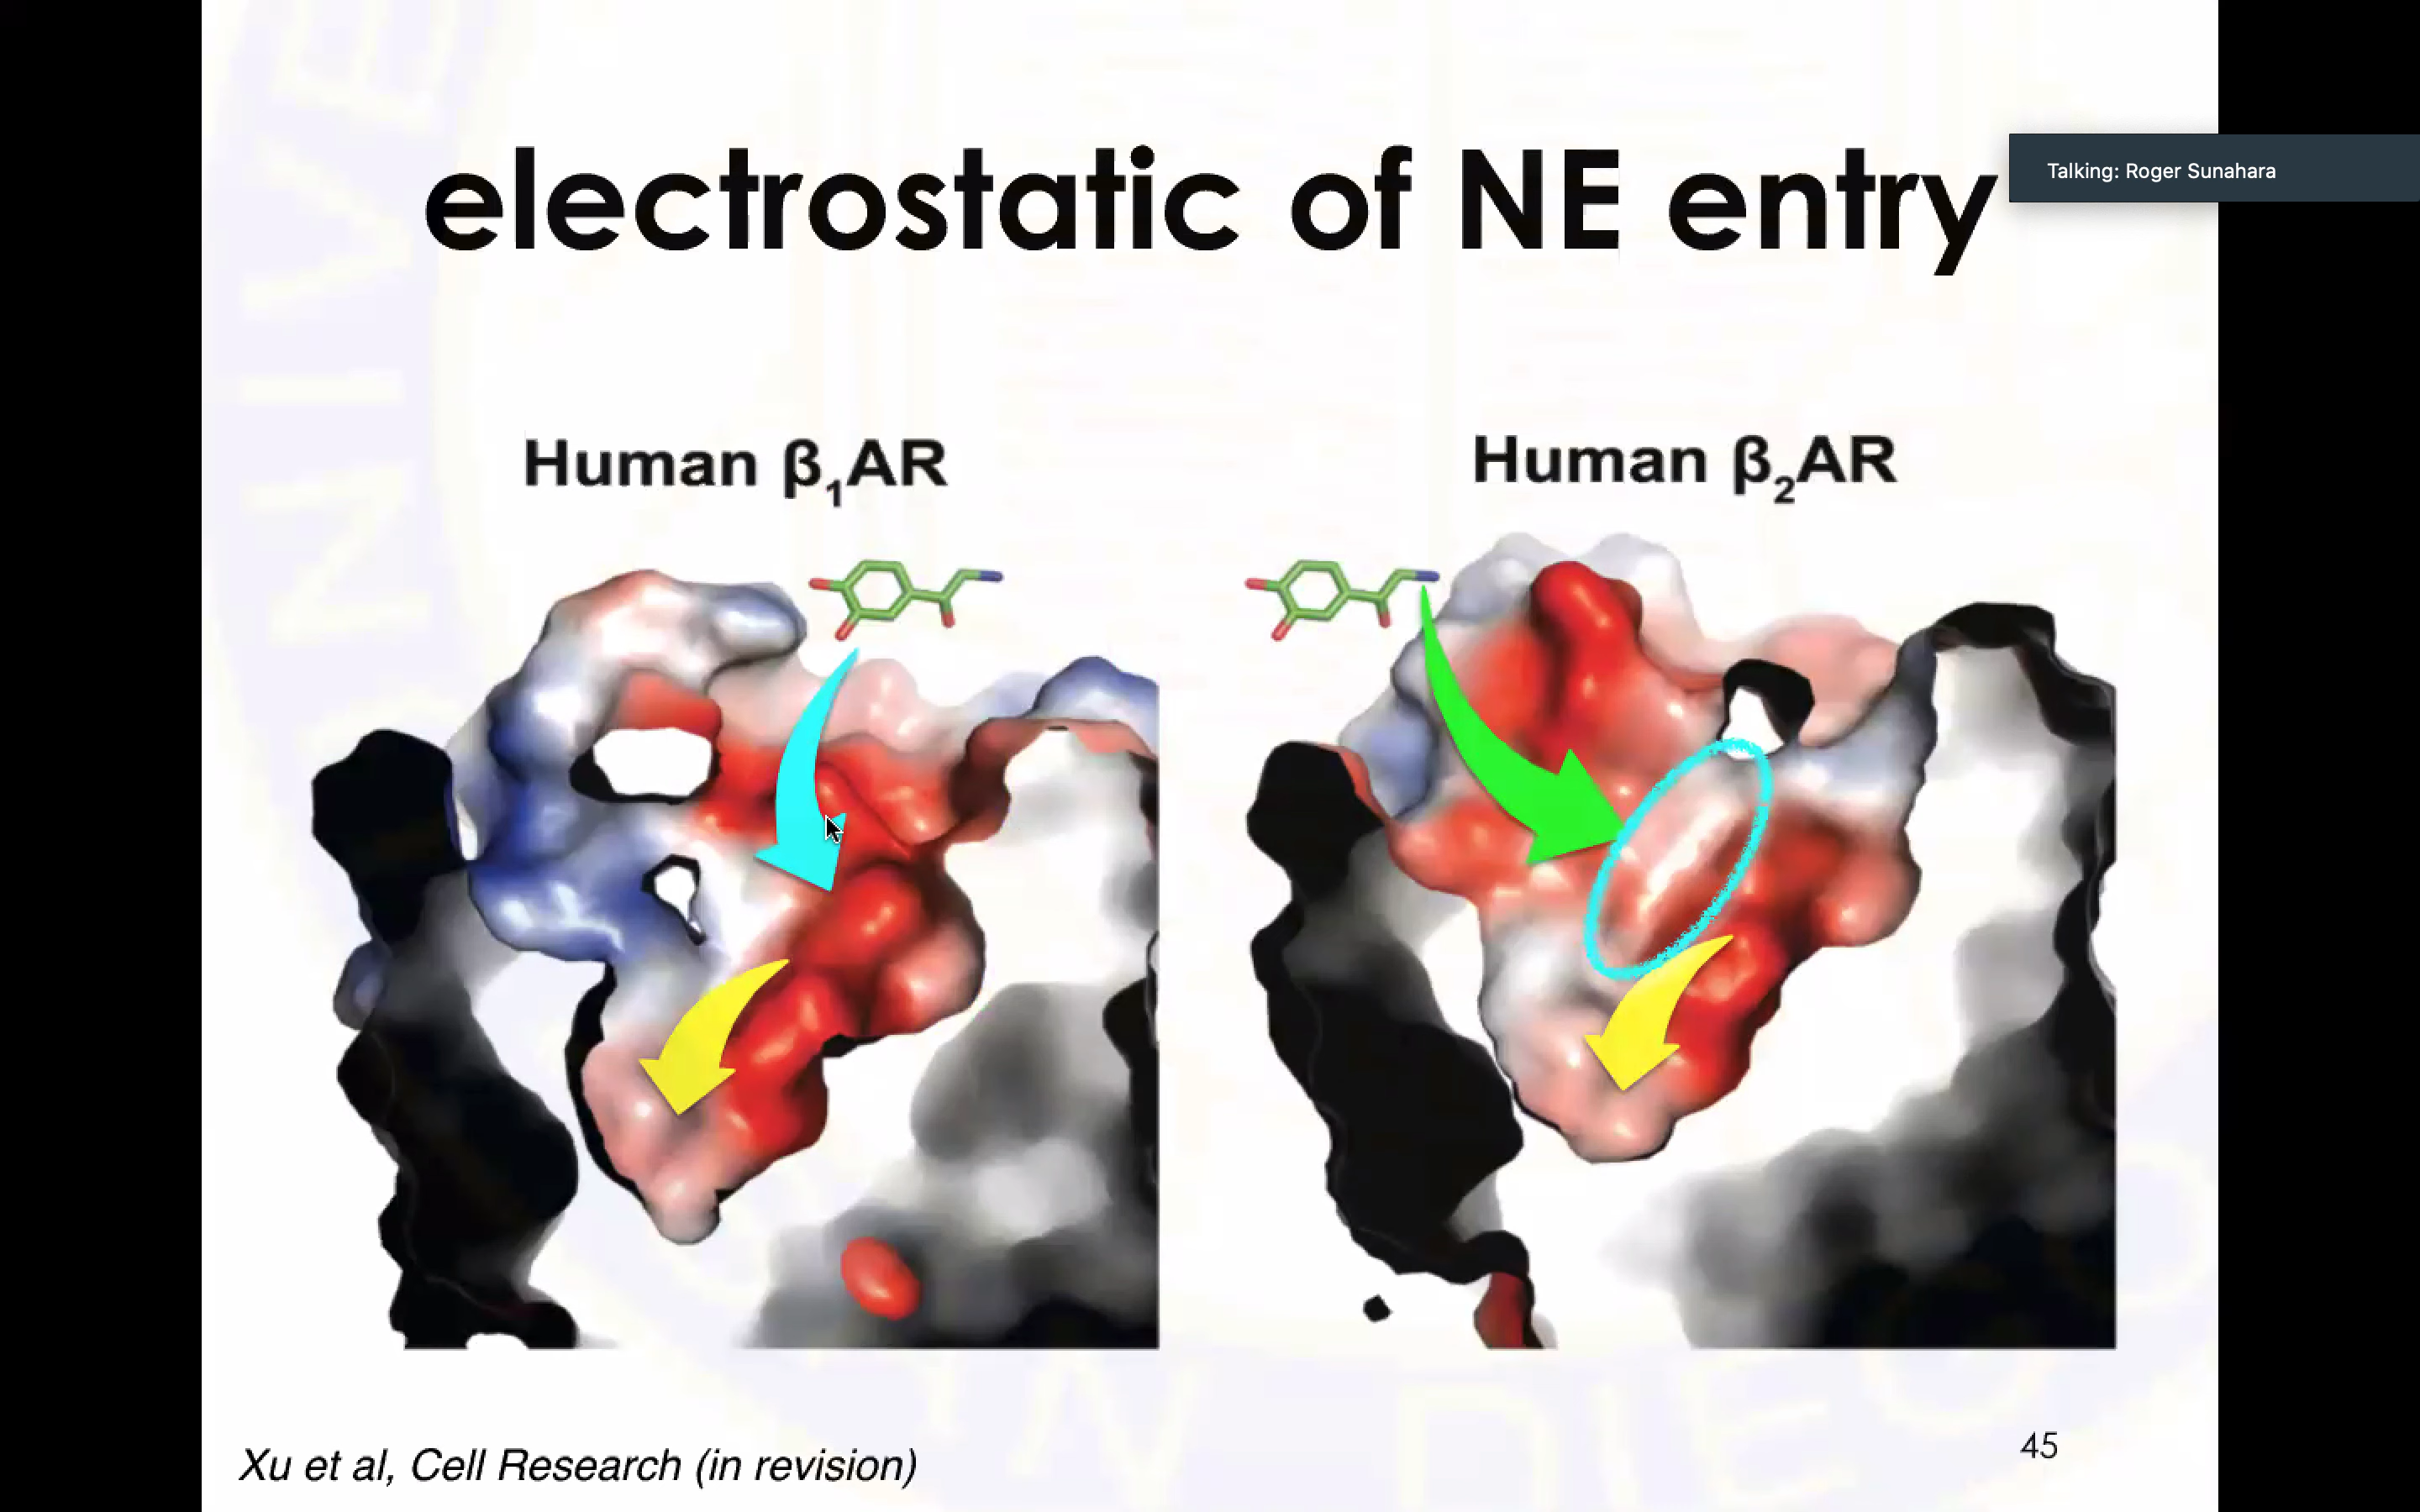 electrostatic of NE entry
Talking: Roger Sunahara
Human β₁AR
Human β₂AR
Xu et al, Cell Research (in revision)
45